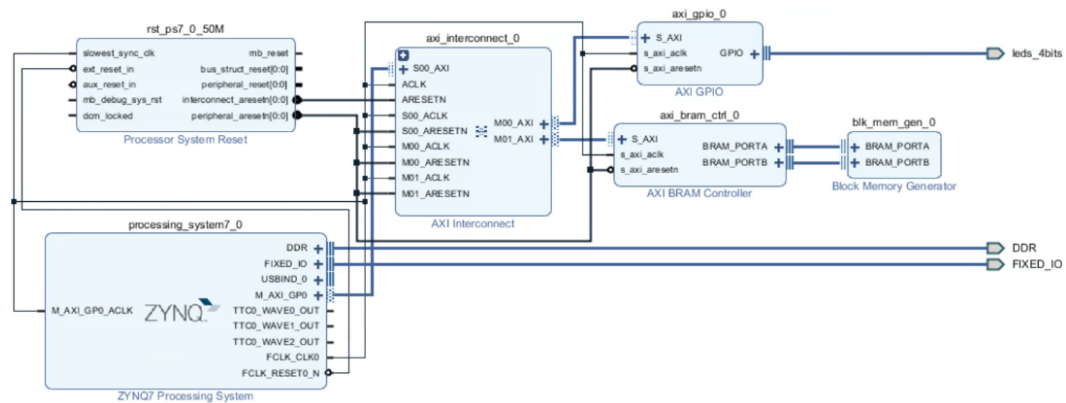 rst_ps7_0_50M
slowest_sync_clk
ext_reset_in
aux_reset_in
mb_debug_sys_rst
dcm_locked
mb_reset
bus_struct_reset[0:0]
peripheral_reset[0:0]
interconnect_aresetn[0:0]
peripheral_aresetn[0:0]
Processor System Reset
axi_interconnect_0
S00_AXI
ACLK
ARESETN
S00_ACLK
S00_ARESETN
M00_ACLK
M00_ARESETN
M01_ACLK
M01_ARESETN
M00_AXI
M01_AXI
AXI Interconnect
axi_gpio_0
S_AXI
s_axi_aclk
s_axi_aresetn
GPIO
AXI GPIO
leds_4bits
axi_bram_ctrl_0
S_AXI
s_axi_aclk
s_axi_aresetn
BRAM_PORTA
BRAM_PORTB
AXI BRAM Controller
blk_mem_gen_0
BRAM_PORTA
BRAM_PORTB
Block Memory Generator
processing_system7_0
M_AXI_GP0_ACLK
ZYNQ
DDR
FIXED_IO
USBIND_0
M_AXI_GP0
TTC0_WAVE0_OUT
TTC0_WAVE1_OUT
TTC0_WAVE2_OUT
FCLK_CLK0
FCLK_RESET0_N
ZYNQ7 Processing System
DDR
FIXED_IO